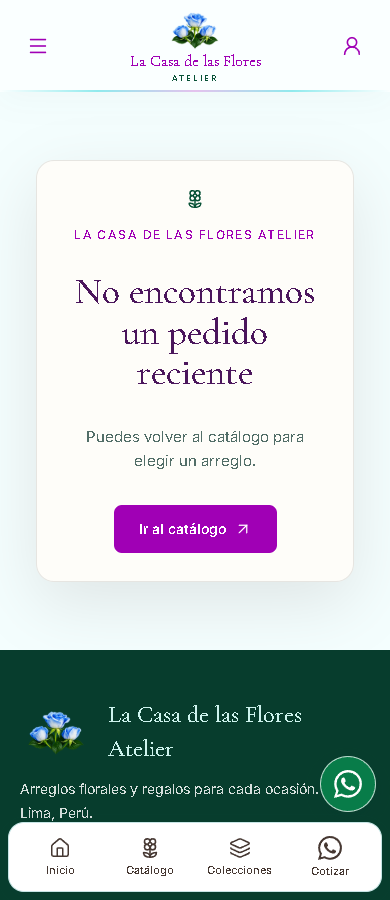 La Casa de las Flores
ATELIER
LA CASA DE LAS FLORES ATELIER
No encontramos
un pedido
reciente
Puedes volver al catálogo para
elegir un arreglo.
Ir al catálogo
La Casa de las Flores
Atelier
Arreglos florales y regalos para cada ocasión.
Lima, Perú.
Inicio
Catálogo
Colecciones
Cotizar